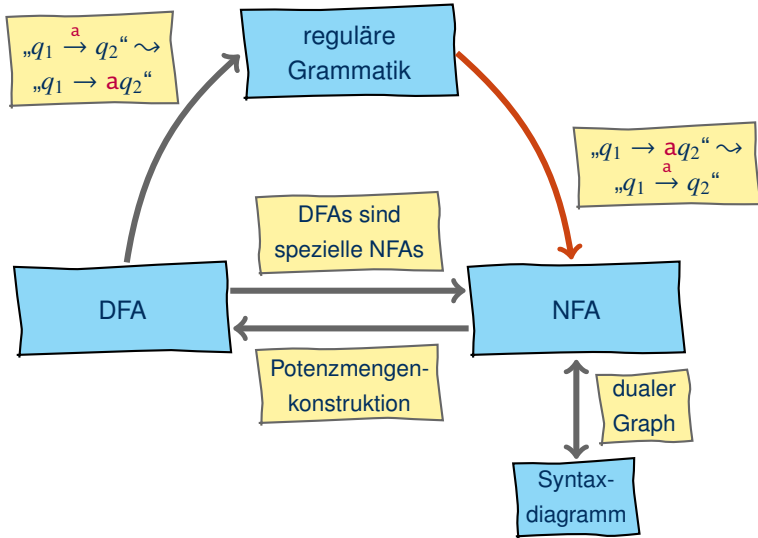 „q₁ →ᵃ q₂“ ⤳
„q₁ → aq₂“
reguläre
Grammatik
„q₁ → aq₂“ ⤳
„q₁ →ᵃ q₂“
DFAs sind
spezielle NFAs
DFA
NFA
Potenzmengen-
konstruktion
dualer
Graph
Syntax-
diagramm